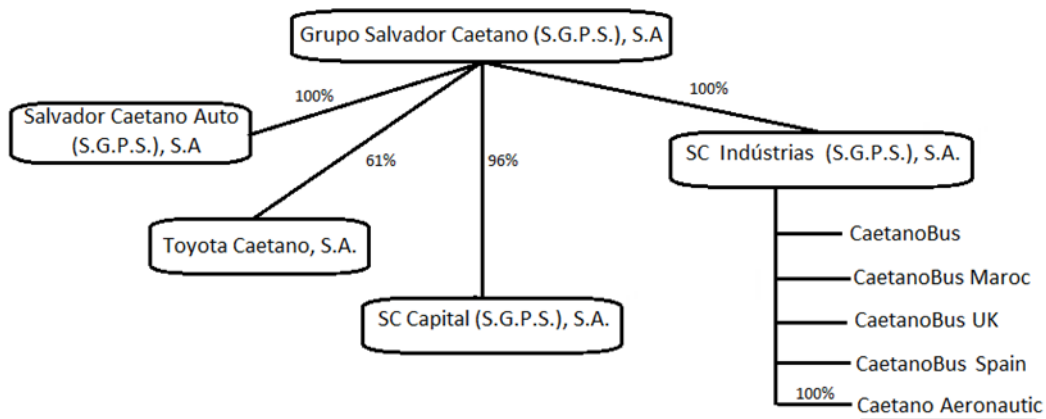 Grupo Salvador Caetano (S.G.P.S.), S.A
100%
100%
Salvador Caetano Auto
(S.G.P.S.), S.A
SC Indústrias (S.G.P.S.), S.A.
61%
96%
Toyota Caetano, S.A.
CaetanoBus
CaetanoBus Maroc
SC Capital (S.G.P.S.), S.A.
CaetanoBus UK
CaetanoBus Spain
100%
Caetano Aeronautic